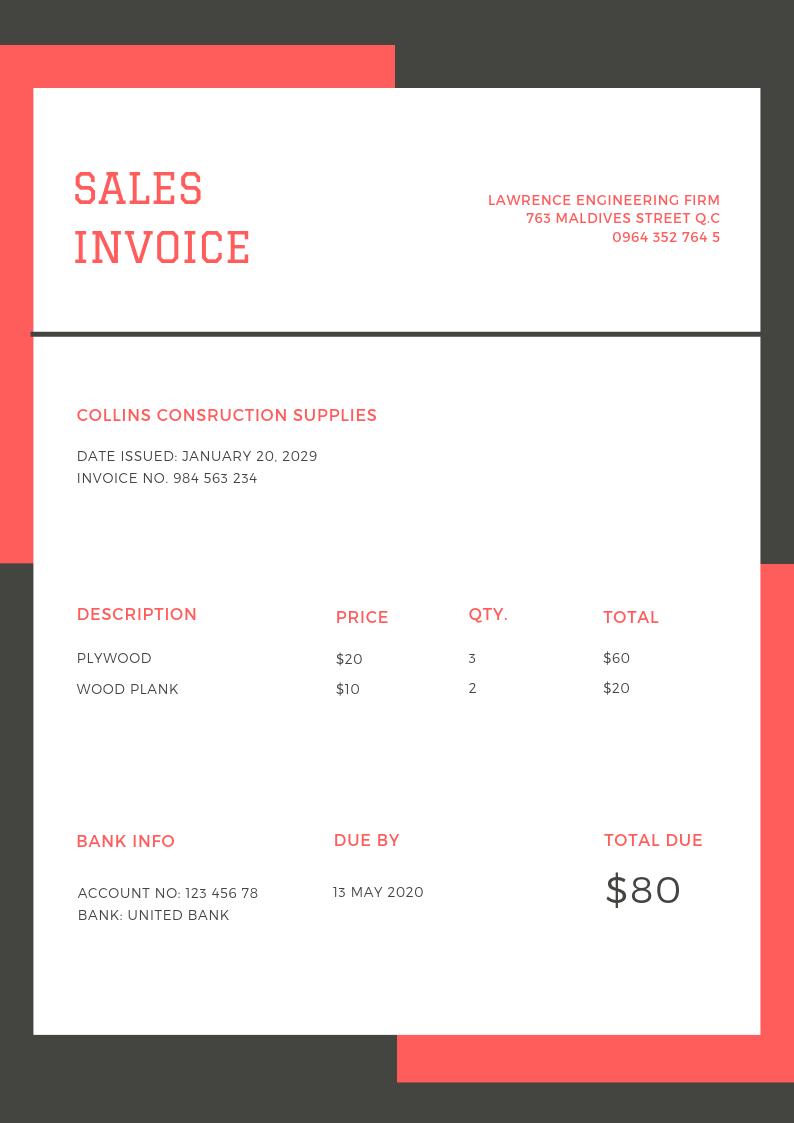 SALES
INVOICE
LAWRENCE ENGINEERING FIRM
763 MALDIVES STREET Q.C
0964 352 764 5
COLLINS CONSRUCTION SUPPLIES
DATE ISSUED: JANUARY 20, 2029
INVOICE NO. 984 563 234
DESCRIPTION PRICE QTY. TOTAL
PLYWOOD $20 3 $60
WOOD PLANK $10 2 $20
BANK INFO DUE BY TOTAL DUE
ACCOUNT NO: 123 456 78 13 MAY 2020 $80
BANK: UNITED BANK